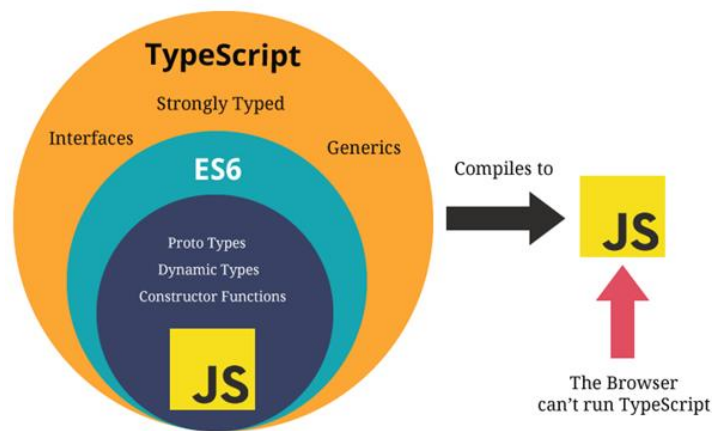 TypeScript
Strongly Typed
Interfaces
Generics
ES6
Proto Types
Dynamic Types
Constructor Functions
JS
Compiles to
JS
The Browser
can't run TypeScript